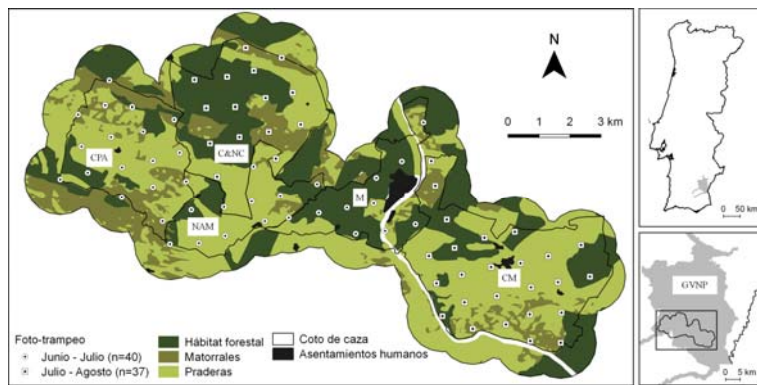 N
0 1 2 3 km
CPA
C&NC
M
NAM
CM
Foto-trampeo
Junio - Julio (n=40)
Julio - Agosto (n=37)
Hábitat forestal
Matorrales
Praderas
Coto de caza
Asentamientos humanos
0 50 km
GVNP
0 5 km